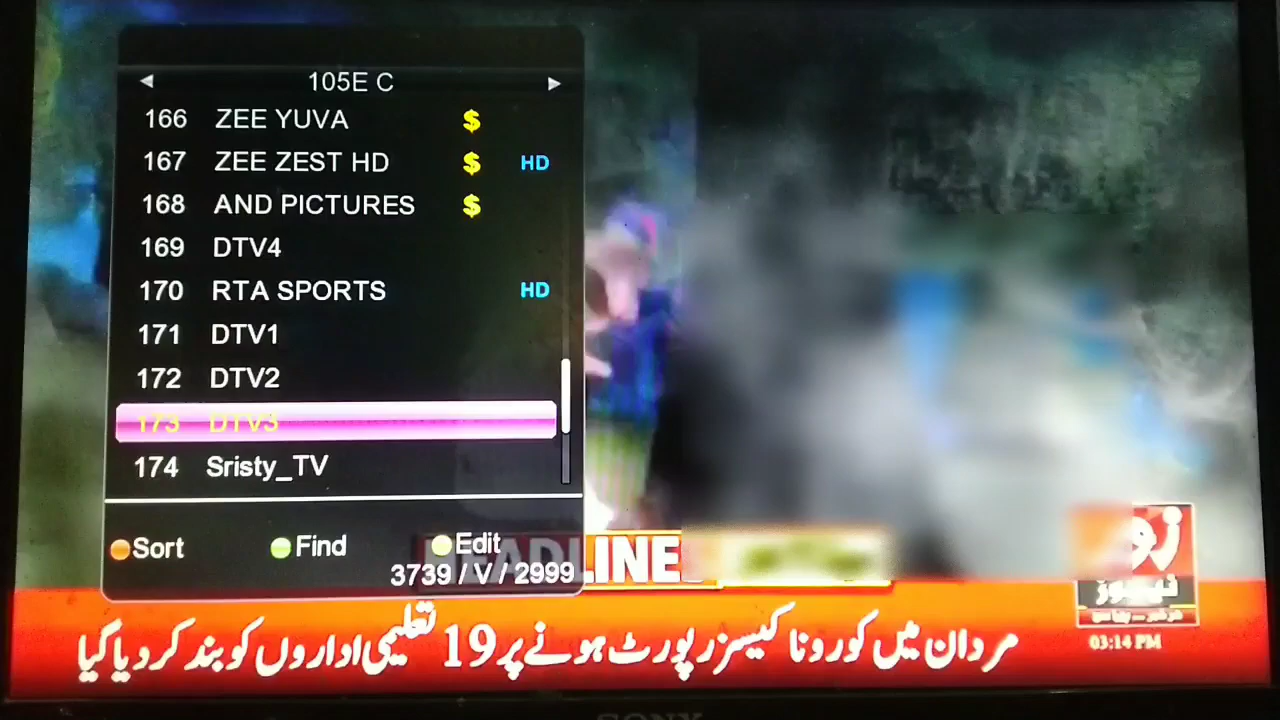 105E C
166 ZEE YUVA $
167 ZEE ZEST HD $ HD
168 AND PICTURES $
169 DTV4
170 RTA SPORTS HD
171 DTV1
172 DTV2
173 DTV3
174 Sristy_TV
Sort Find Edit
3739 / V / 2999
HEADLINE
03:14 PM
مردان میں کورونا کیسز رپورٹ ہونے پر 19 تعلیمی اداروں کو بند کر دیا گیا
SONY